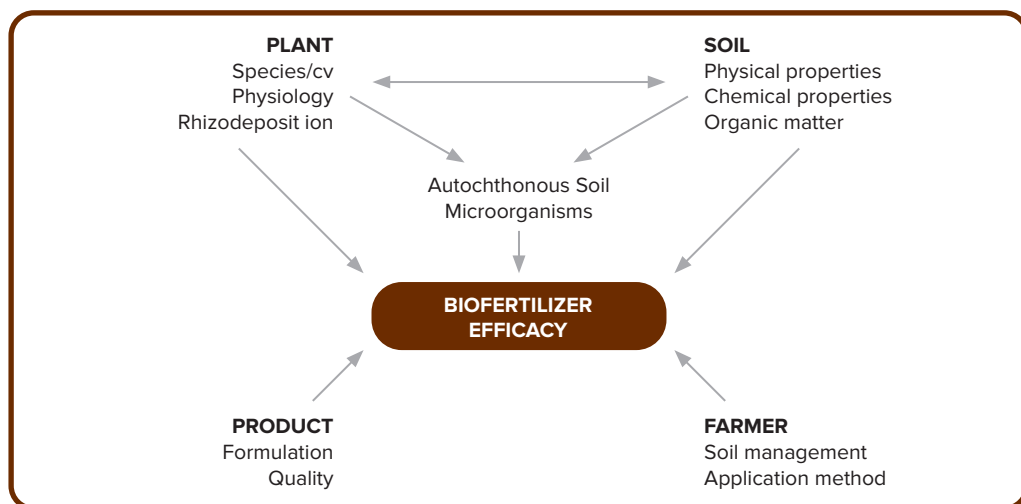 PLANT
Species/cv
Physiology
Rhizodeposit ion
SOIL
Physical properties
Chemical properties
Organic matter
Autochthonous Soil
Microorganisms
BIOFERTILIZER
EFFICACY
PRODUCT
Formulation
Quality
FARMER
Soil management
Application method